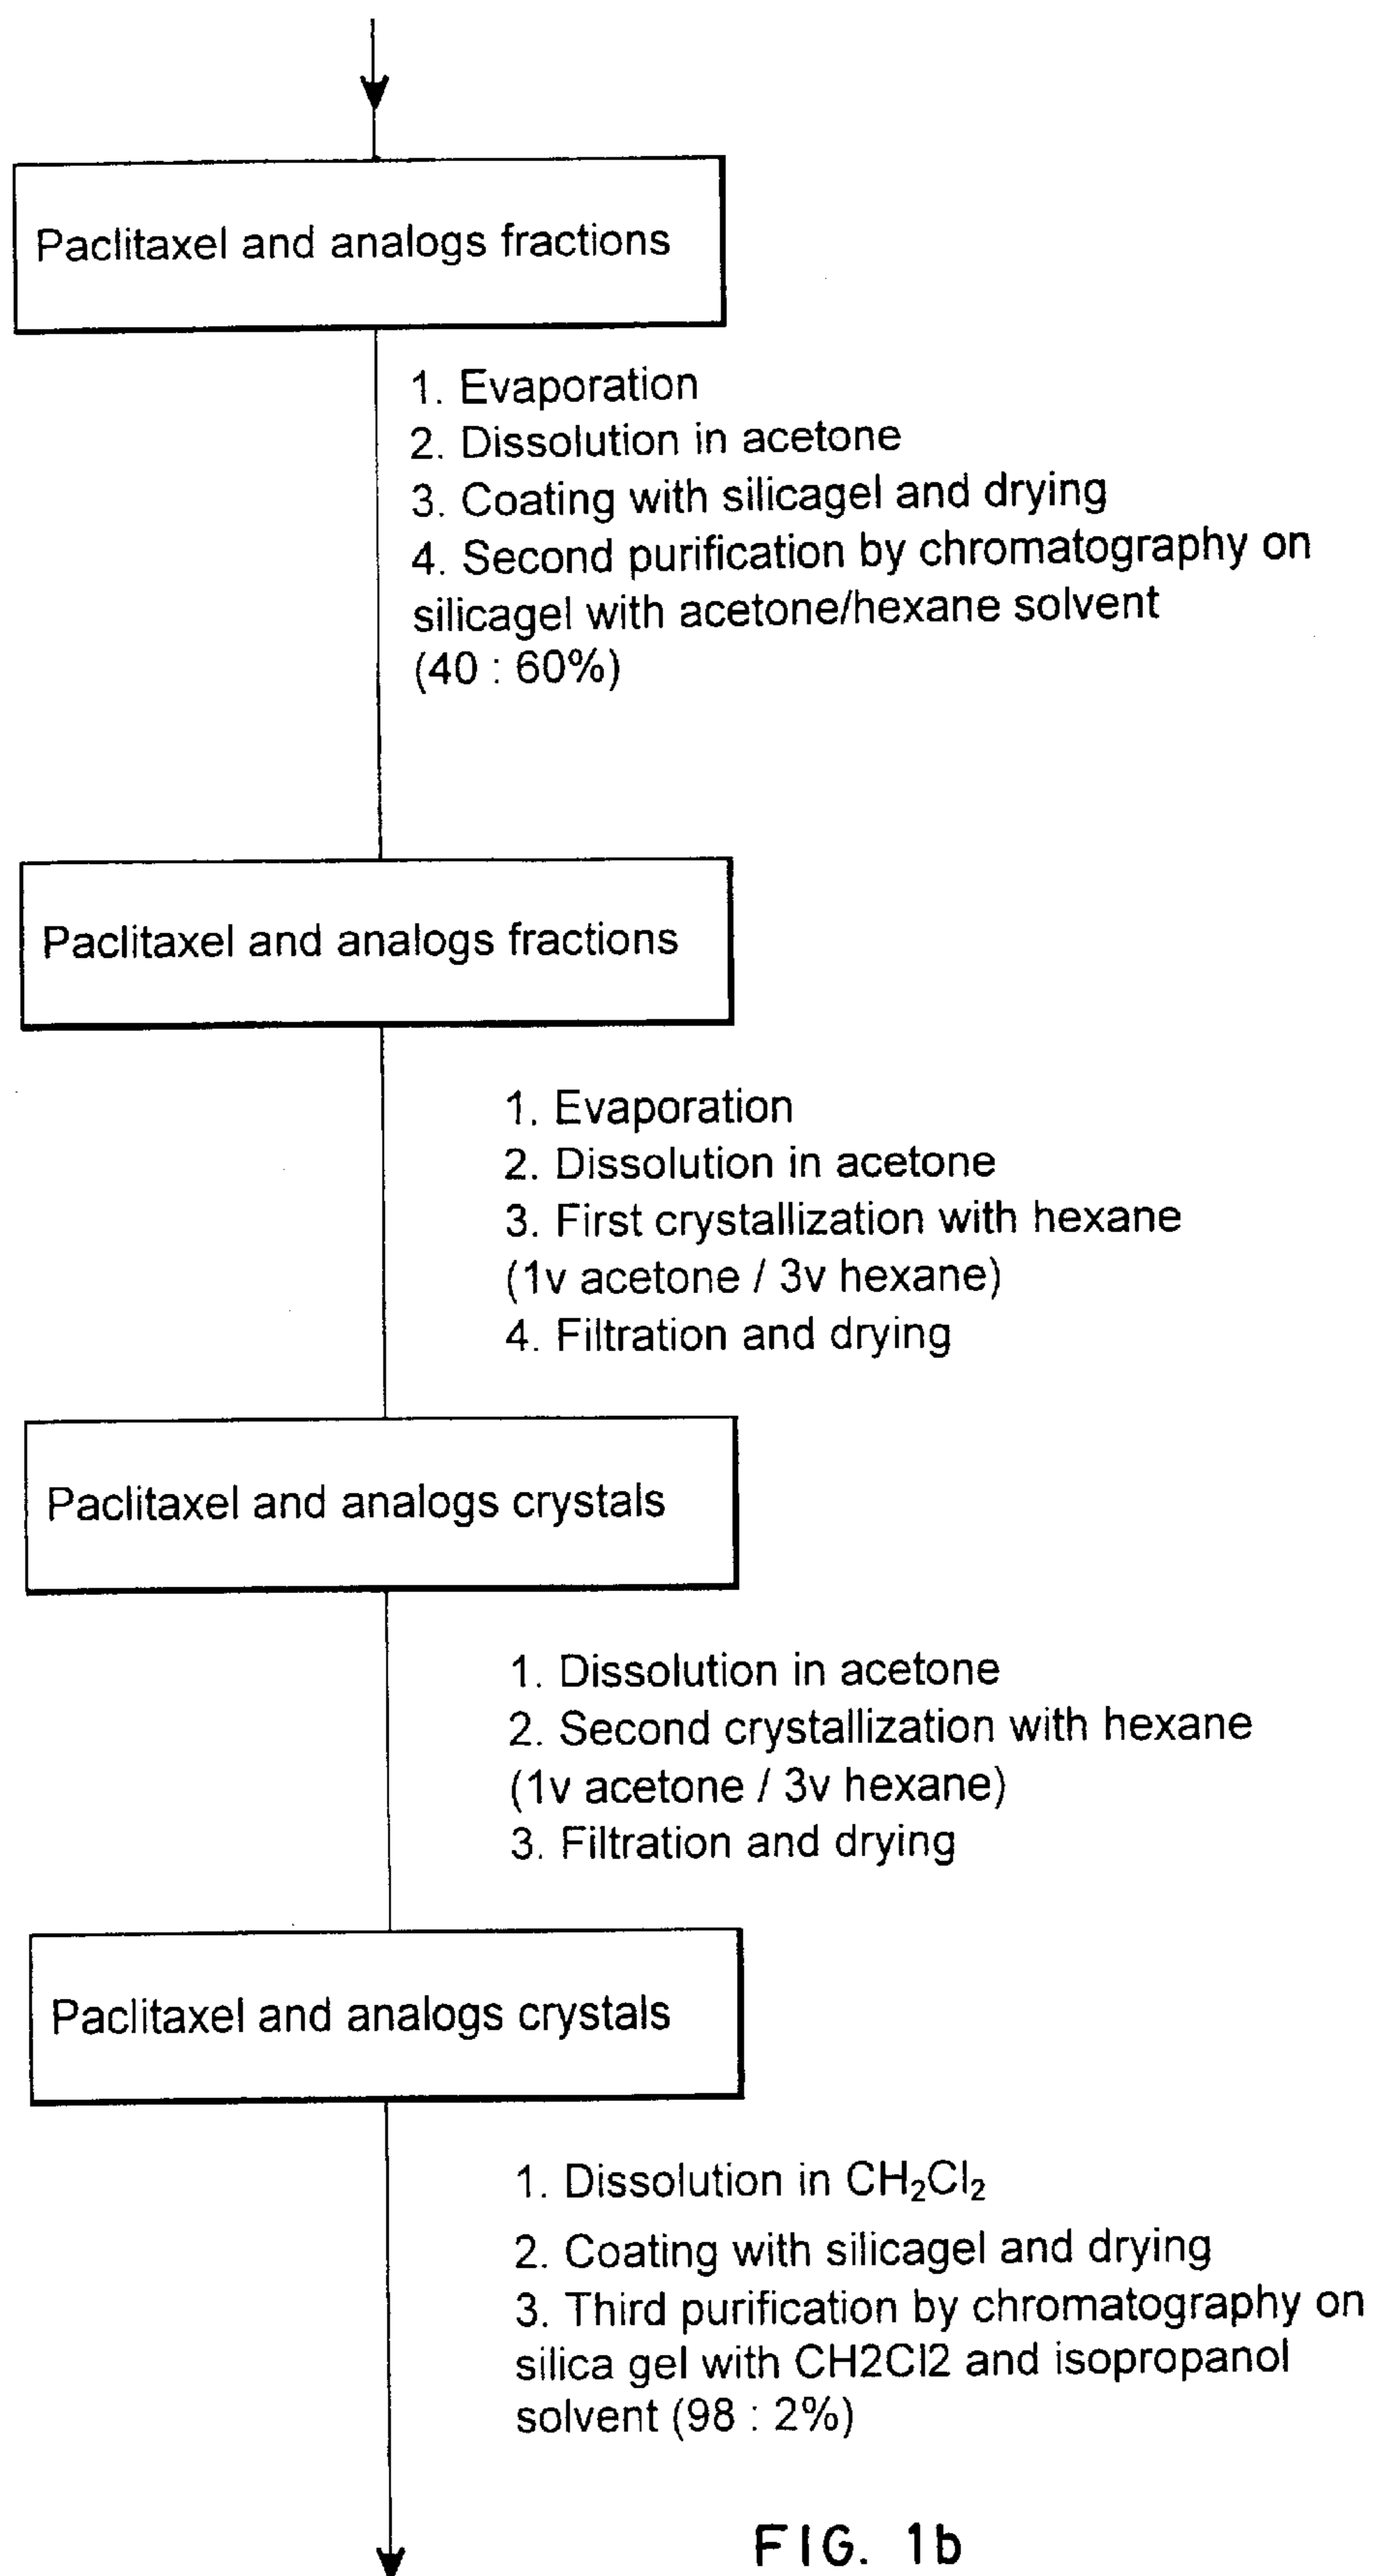 Paclitaxel and analogs fractions
1. Evaporation
2. Dissolution in acetone
3. Coating with silicagel and drying
4. Second purification by chromatography on
silicagel with acetone/hexane solvent
(40 : 60%)
Paclitaxel and analogs fractions
1. Evaporation
2. Dissolution in acetone
3. First crystallization with hexane
(1v acetone / 3v hexane)
4. Filtration and drying
Paclitaxel and analogs crystals
1. Dissolution in acetone
2. Second crystallization with hexane
(1v acetone / 3v hexane)
3. Filtration and drying
Paclitaxel and analogs crystals
1. Dissolution in CH₂Cl₂
2. Coating with silicagel and drying
3. Third purification by chromatography on
silica gel with CH2Cl2 and isopropanol
solvent (98 : 2%)
FIG. 1b